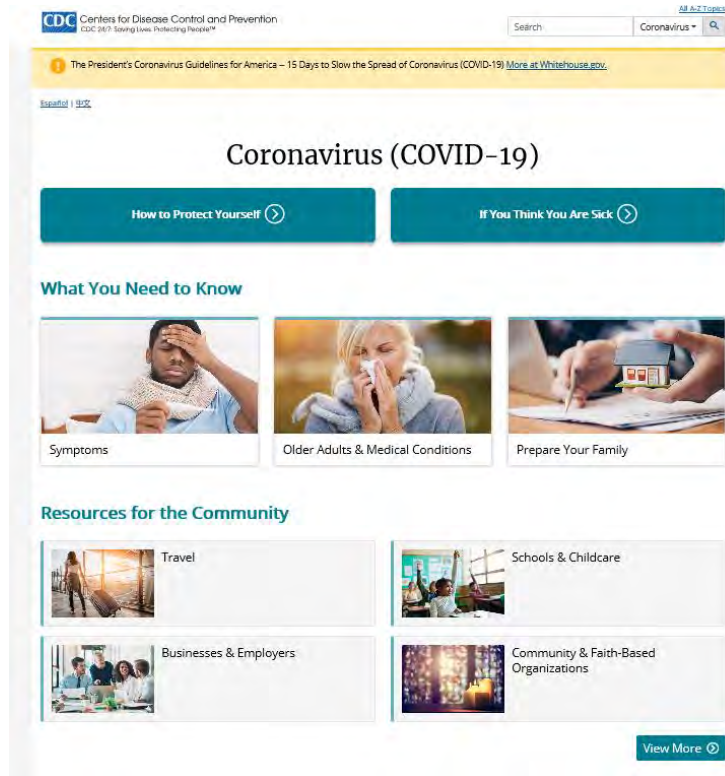 All A-Z Topics
CDC Centers for Disease Control and Prevention
CDC 24/7: Saving Lives, Protecting People™
Search
Coronavirus
The President's Coronavirus Guidelines for America – 15 Days to Slow the Spread of Coronavirus (COVID-19) More at Whitehouse.gov.
Español | 中文
Coronavirus (COVID-19)
How to Protect Yourself
If You Think You Are Sick
What You Need to Know
Symptoms
Older Adults & Medical Conditions
Prepare Your Family
Resources for the Community
Travel
Schools & Childcare
Businesses & Employers
Community & Faith-Based
Organizations
View More